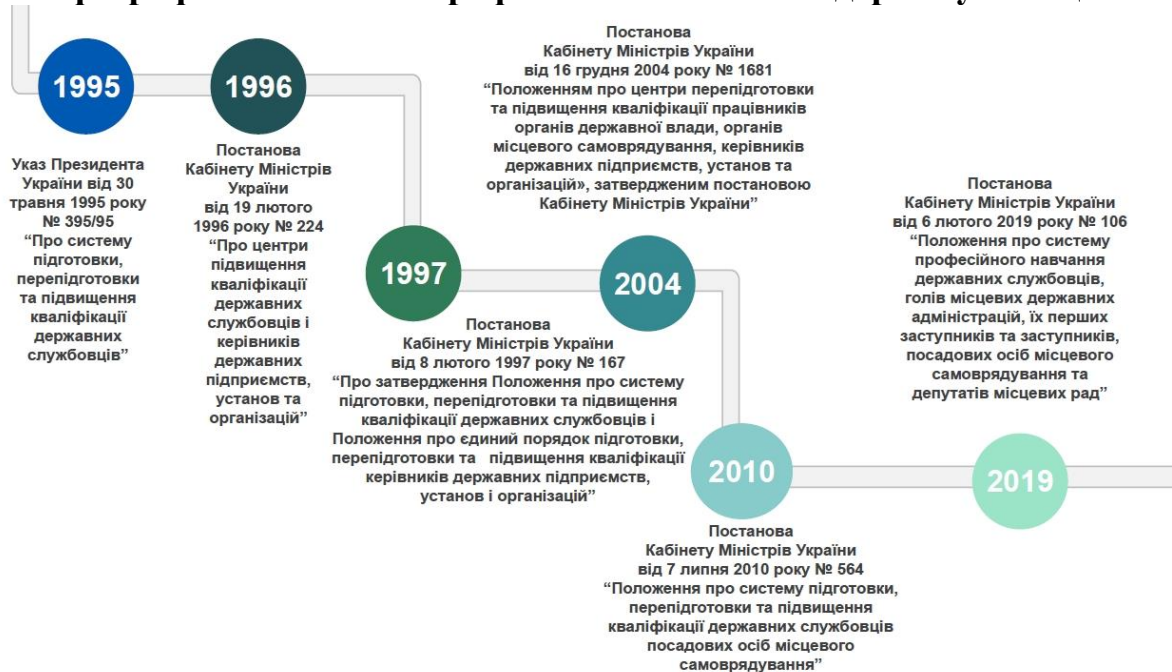 1995
Указ Президента
України від 30
травня 1995 року
№ 395/95
“Про систему
підготовки,
перепідготовки
та підвищення
кваліфікації
державних
службовців”
1996
Постанова
Кабінету Міністрів
України
від 19 лютого
1996 року № 224
“Про центри
підвищення
кваліфікації
державних
службовців і
керівників
державних
підприємств,
установ та
організацій”
1997
Постанова
Кабінету Міністрів України
від 8 лютого 1997 року № 167
“Про затвердження Положення про систему
підготовки, перепідготовки та підвищення
кваліфікації державних службовців і
Положення про єдиний порядок підготовки,
перепідготовки та підвищення кваліфікації
керівників державних підприємств,
установ і організацій”
Постанова
Кабінету Міністрів України
від 16 грудня 2004 року № 1681
“Положенням про центри перепідготовки
та підвищення кваліфікації працівників
органів державної влади, органів
місцевого самоврядування, керівників
державних підприємств, установ та
організацій», затвердженим постановою
Кабінету Міністрів України”
2004
2010
Постанова
Кабінету Міністрів України
від 7 липня 2010 року № 564
“Положення про систему підготовки,
перепідготовки та підвищення
кваліфікації державних службовців
посадових осіб місцевого
самоврядування”
Постанова
Кабінету Міністрів України
від 6 лютого 2019 року № 106
“Положення про систему
професійного навчання
державних службовців,
голів місцевих державних
адміністрацій, їх перших
заступників та заступників,
посадових осіб місцевого
самоврядування та
депутатів місцевих рад”
2019